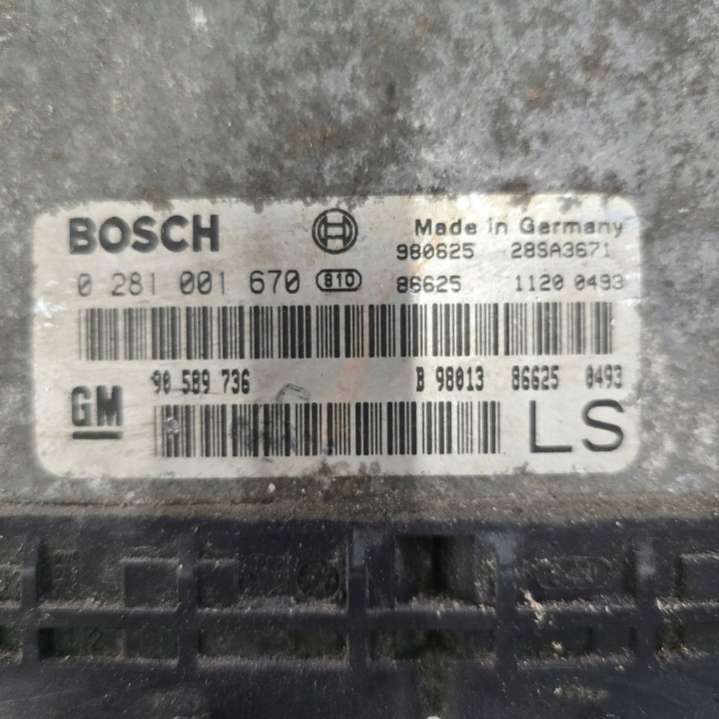 BOSCH Made in Germany
980625 28SA3671
0 281 001 670 810 86625 1120 0493
90 589 736 B 98013 86625 0493
GM LS